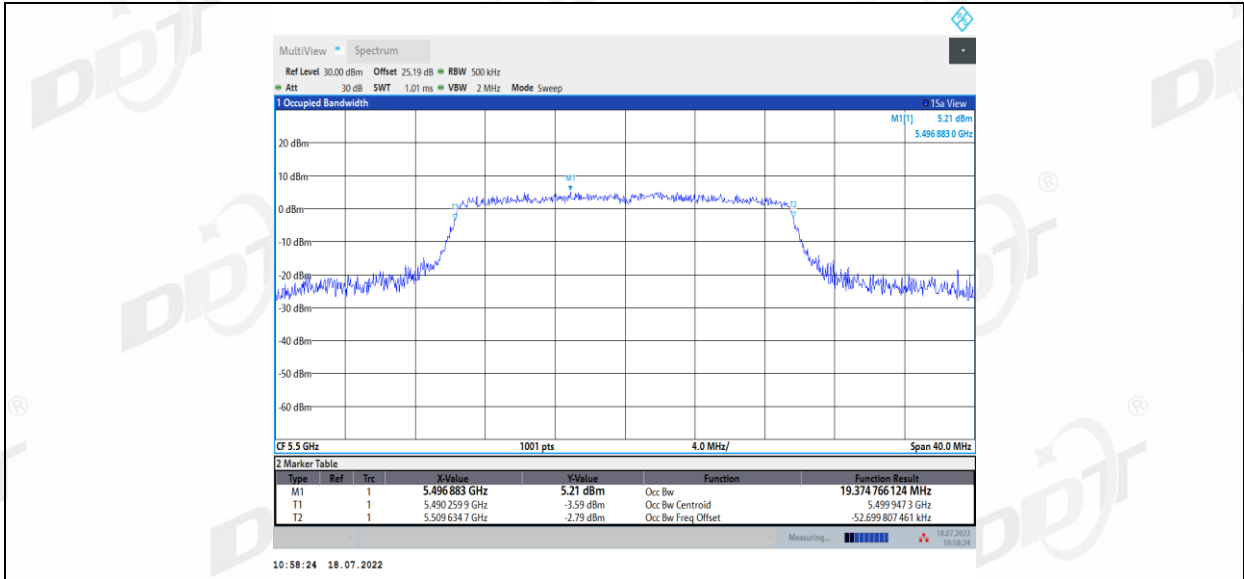 MultiView Spectrum
Ref Level 30.00 dBm Offset 25.19 dB RBW 500 kHz
Att 30 dB SWT 1.01 ms VBW 2 MHz Mode Sweep
1 Occupied Bandwidth 1Sa View
M1[1] 5.21 dBm
5.496 883 0 GHz
20 dBm
10 dBm
M1
T1
T2
0 dBm
-10 dBm
-20 dBm
-30 dBm
-40 dBm
-50 dBm
-60 dBm
CF 5.5 GHz 1001 pts 4.0 MHz/ Span 40.0 MHz
2 Marker Table
Type Ref Trc X-Value Y-Value Function Function Result
M1 1 5.496 883 GHz 5.21 dBm Occ Bw 19.374 766 124 MHz
T1 1 5.490 259 9 GHz -3.59 dBm Occ Bw Centroid 5.499 947 3 GHz
T2 1 5.509 634 7 GHz -2.79 dBm Occ Bw Freq Offset -52.699 807 461 kHz
Measuring... 18.07.2022
10:58:24
10:58:24 18.07.2022
DDT
®